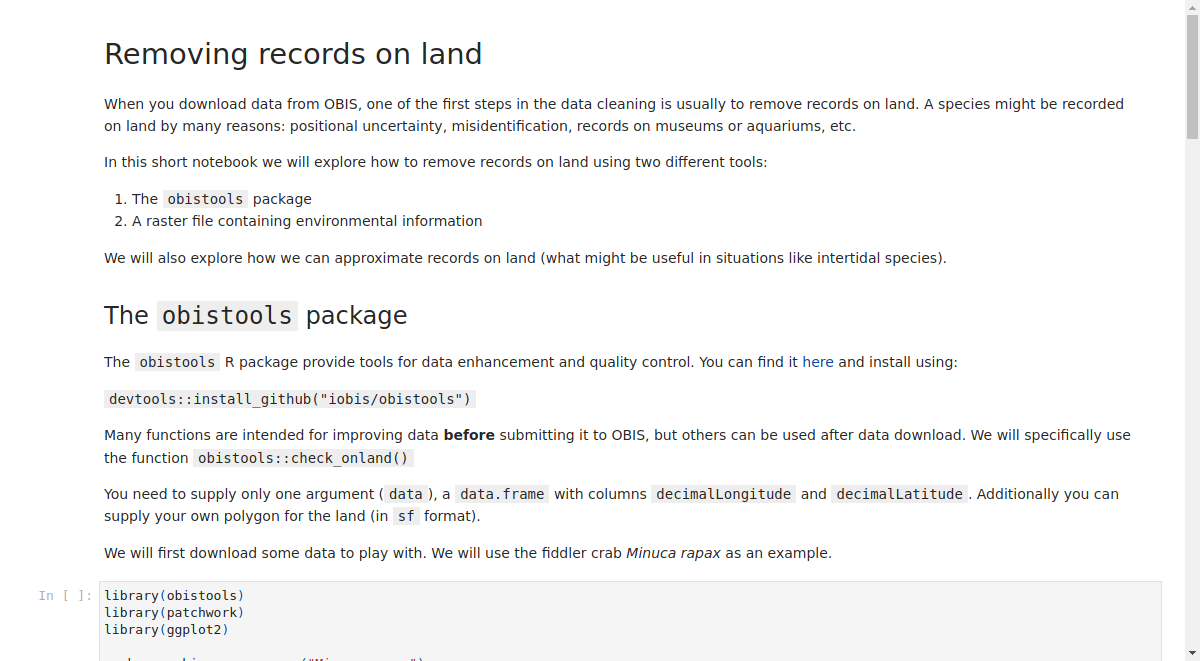 Removing records on land
When you download data from OBIS, one of the first steps in the data cleaning is usually to remove records on land. A species might be recorded
on land by many reasons: positional uncertainty, misidentification, records on museums or aquariums, etc.
In this short notebook we will explore how to remove records on land using two different tools:
1. The obistools package
2. A raster file containing environmental information
We will also explore how we can approximate records on land (what might be useful in situations like intertidal species).
The obistools package
The obistools R package provide tools for data enhancement and quality control. You can find it here and install using:
devtools::install_github("iobis/obistools")
Many functions are intended for improving data before submitting it to OBIS, but others can be used after data download. We will specifically use
the function obistools::check_onland()
You need to supply only one argument (data), a data.frame with columns decimalLongitude and decimalLatitude. Additionally you can
supply your own polygon for the land (in sf format).
We will first download some data to play with. We will use the fiddler crab Minuca rapax as an example.
In [ ]:
library(obistools)
library(patchwork)
library(ggplot2)